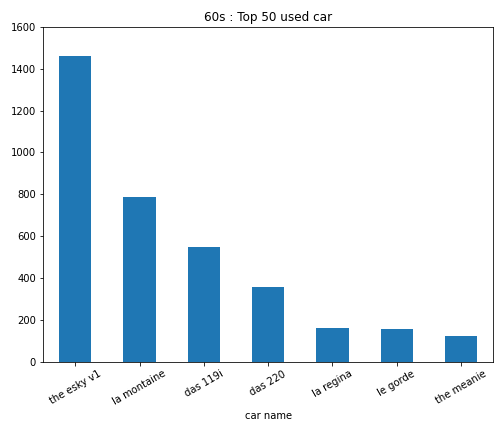 60s : Top 50 used car
1600
1400
1200
1000
800
600
400
200
0
the esky v1
la montaine
das 119i
das 220
la regina
le gorde
the meanie
car name